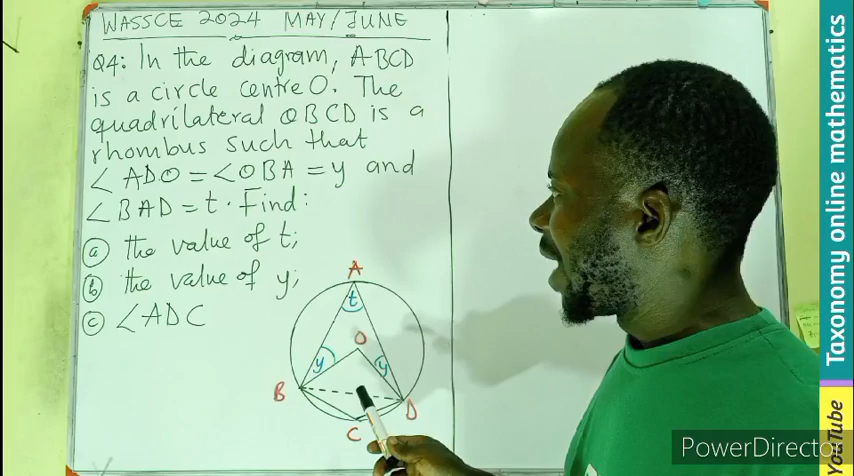 WASSCE 2024 MAY/JUNE
Q4: In the diagram, ABCD
is a circle centre O. The
quadrilateral OBCD is a
rhombus such that
∠ADO = ∠OBA = y and
∠BAD = t. Find:
(a) the value of t;
(b) the value of y;
(c) ∠ADC
A
t
O
y
y
B
D
C
Taxonomy online mathematics
YouTube
PowerDirector